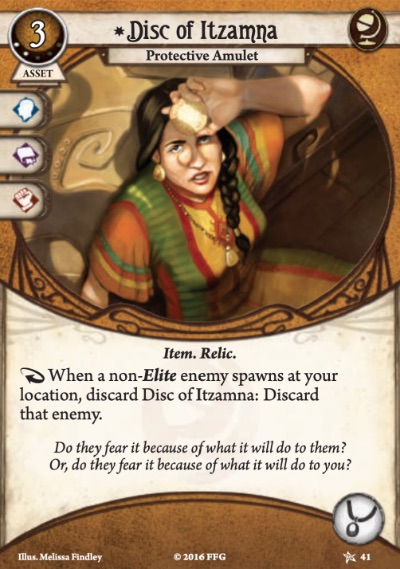 3
Disc of Itzamna
ASSET
Protective Amulet
Item. Relic.
When a non-Elite enemy spawns at your
location, discard Disc of Itzamna: Discard
that enemy.
Do they fear it because of what it will do to them?
Or, do they fear it because of what it will do to you?
Illus. Melissa Findley
© 2016 FFG
41